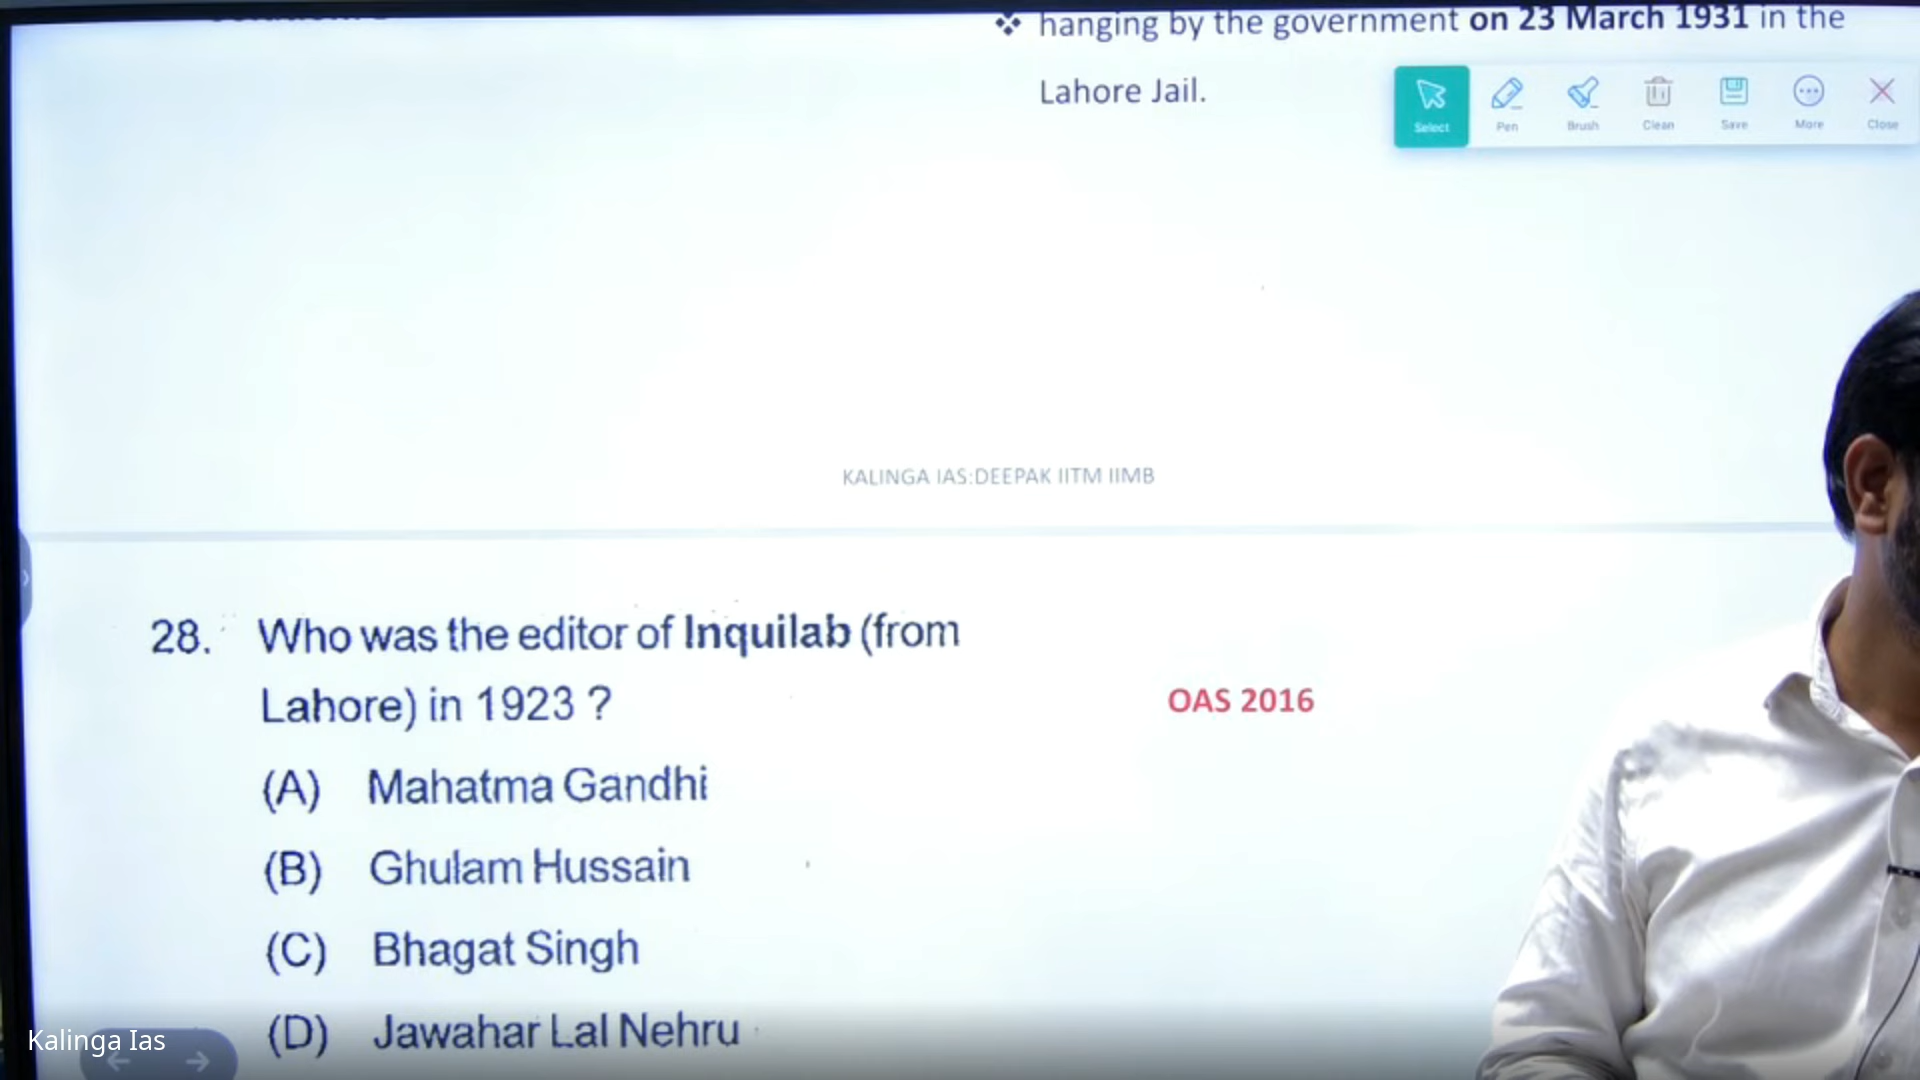 hanging by the government on 23 March 1931 in the
Lahore Jail.
Select
Pen
Brush
Clean
Save
More
Close
KALINGA IAS:DEEPAK IITM IIMB
28. Who was the editor of Inquilab (from
Lahore) in 1923 ?
OAS 2016
(A) Mahatma Gandhi
(B) Ghulam Hussain
(C) Bhagat Singh
(D) Jawahar Lal Nehru
Kalinga Ias